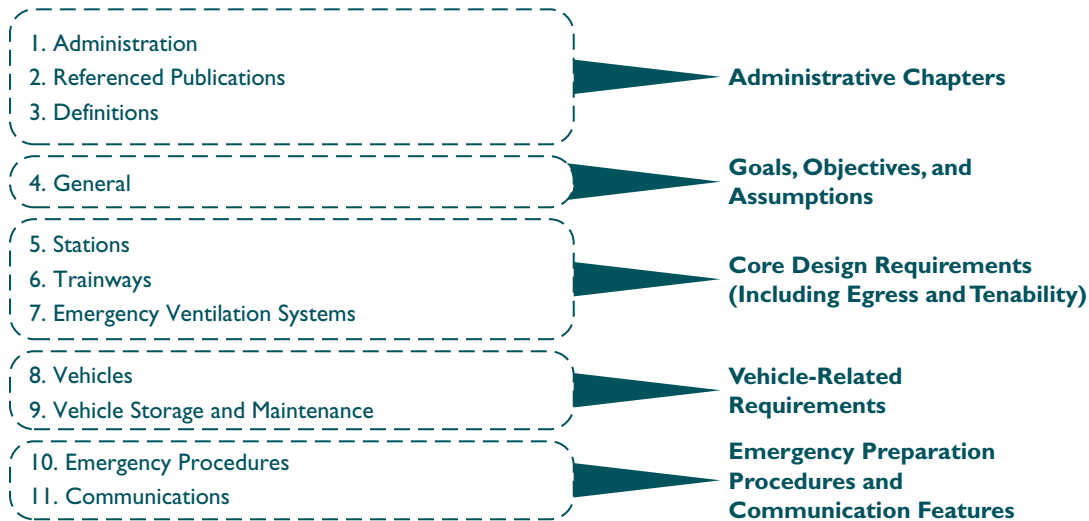 1. Administration
2. Referenced Publications
3. Definitions
Administrative Chapters
4. General
Goals, Objectives, and
Assumptions
5. Stations
6. Trainways
7. Emergency Ventilation Systems
Core Design Requirements
(Including Egress and Tenability)
8. Vehicles
9. Vehicle Storage and Maintenance
Vehicle-Related
Requirements
10. Emergency Procedures
11. Communications
Emergency Preparation
Procedures and
Communication Features